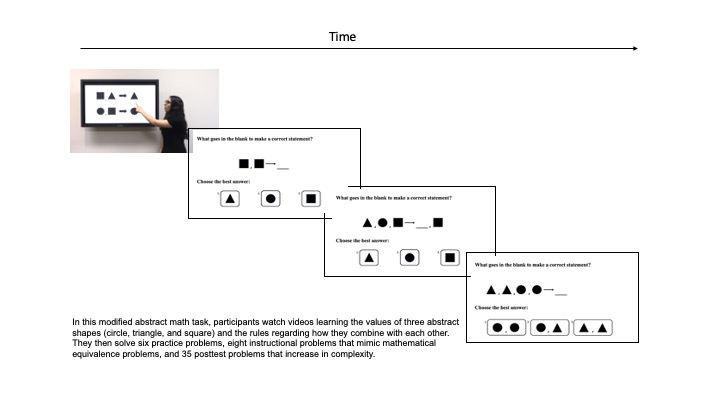 Time
What goes in the blank to make a correct statement?
Choose the best answer:
What goes in the blank to make a correct statement?
Choose the best answer:
What goes in the blank to make a correct statement?
Choose the best answer:
In this modified abstract math task, participants watch videos learning the values of three abstract
shapes (circle, triangle, and square) and the rules regarding how they combine with each other.
They then solve six practice problems, eight instructional problems that mimic mathematical
equivalence problems, and 35 posttest problems that increase in complexity.